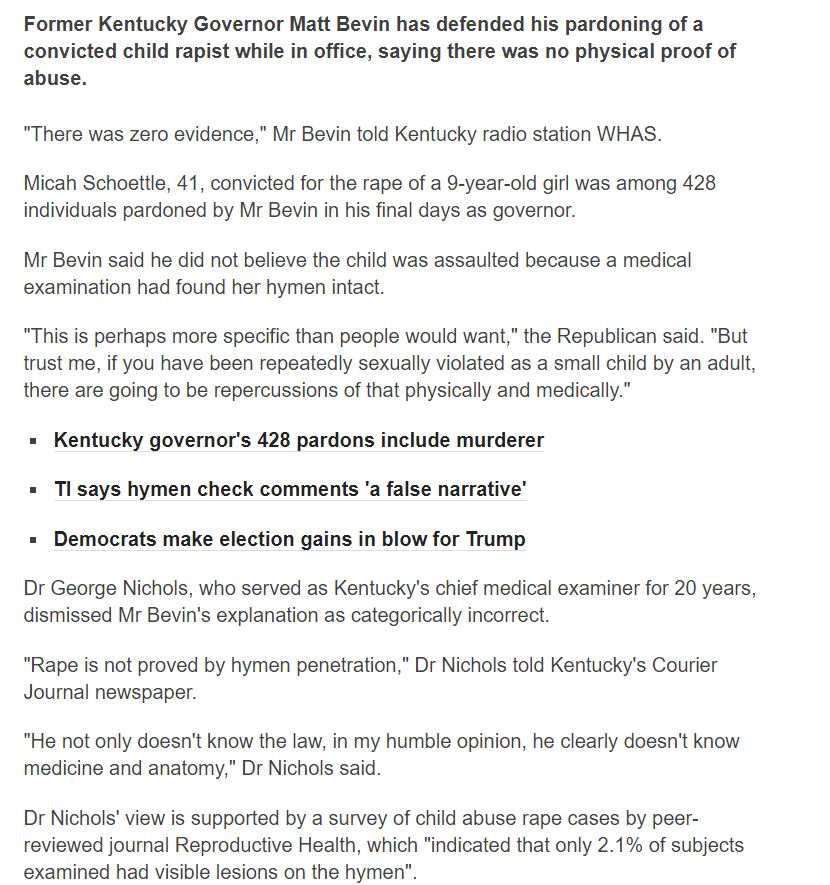 Former Kentucky Governor Matt Bevin has defended his pardoning of a
convicted child rapist while in office, saying there was no physical proof of
abuse.
"There was zero evidence," Mr Bevin told Kentucky radio station WHAS.
Micah Schoettle, 41, convicted for the rape of a 9-year-old girl was among 428
individuals pardoned by Mr Bevin in his final days as governor.
Mr Bevin said he did not believe the child was assaulted because a medical
examination had found her hymen intact.
"This is perhaps more specific than people would want," the Republican said. "But
trust me, if you have been repeatedly sexually violated as a small child by an adult,
there are going to be repercussions of that physically and medically."
▪ Kentucky governor's 428 pardons include murderer
▪ TI says hymen check comments 'a false narrative'
▪ Democrats make election gains in blow for Trump
Dr George Nichols, who served as Kentucky's chief medical examiner for 20 years,
dismissed Mr Bevin's explanation as categorically incorrect.
"Rape is not proved by hymen penetration," Dr Nichols told Kentucky's Courier
Journal newspaper.
"He not only doesn't know the law, in my humble opinion, he clearly doesn't know
medicine and anatomy," Dr Nichols said.
Dr Nichols' view is supported by a survey of child abuse rape cases by peer-
reviewed journal Reproductive Health, which "indicated that only 2.1% of subjects
examined had visible lesions on the hymen".